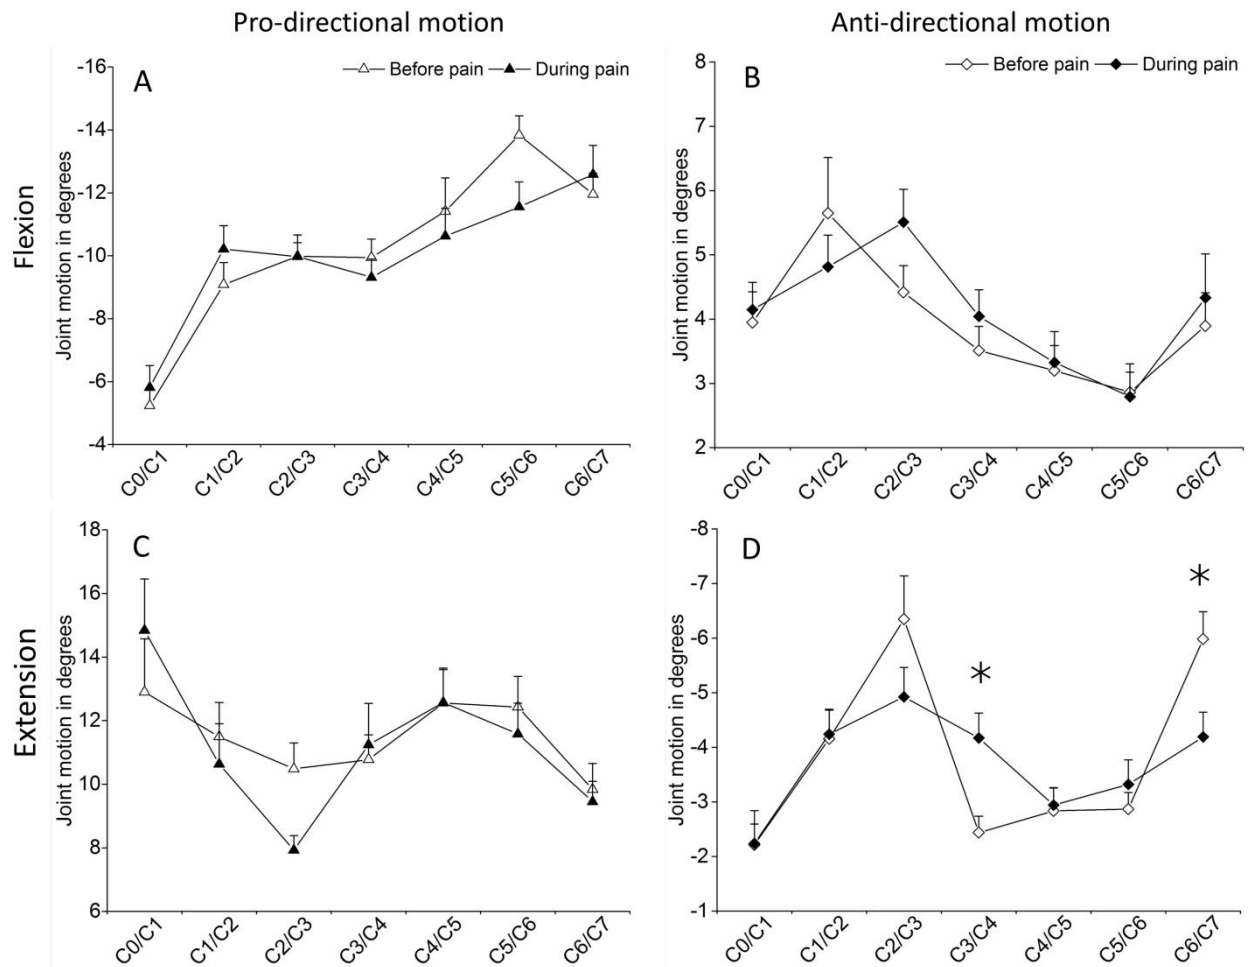 Pro-directional motion
Anti-directional motion
Flexion
Extension
A
Before pain During pain
Joint motion in degrees
-16
-14
-12
-10
-8
-6
-4
C0/C1 C1/C2 C2/C3 C3/C4 C4/C5 C5/C6 C6/C7
B
Before pain During pain
Joint motion in degrees
8
7
6
5
4
3
2
C0/C1 C1/C2 C2/C3 C3/C4 C4/C5 C5/C6 C6/C7
C
Joint motion in degrees
18
16
14
12
10
8
6
C0/C1 C1/C2 C2/C3 C3/C4 C4/C5 C5/C6 C6/C7
D
Joint motion in degrees
-8
-7
-6
-5
-4
-3
-2
-1
*
*
C0/C1 C1/C2 C2/C3 C3/C4 C4/C5 C5/C6 C6/C7